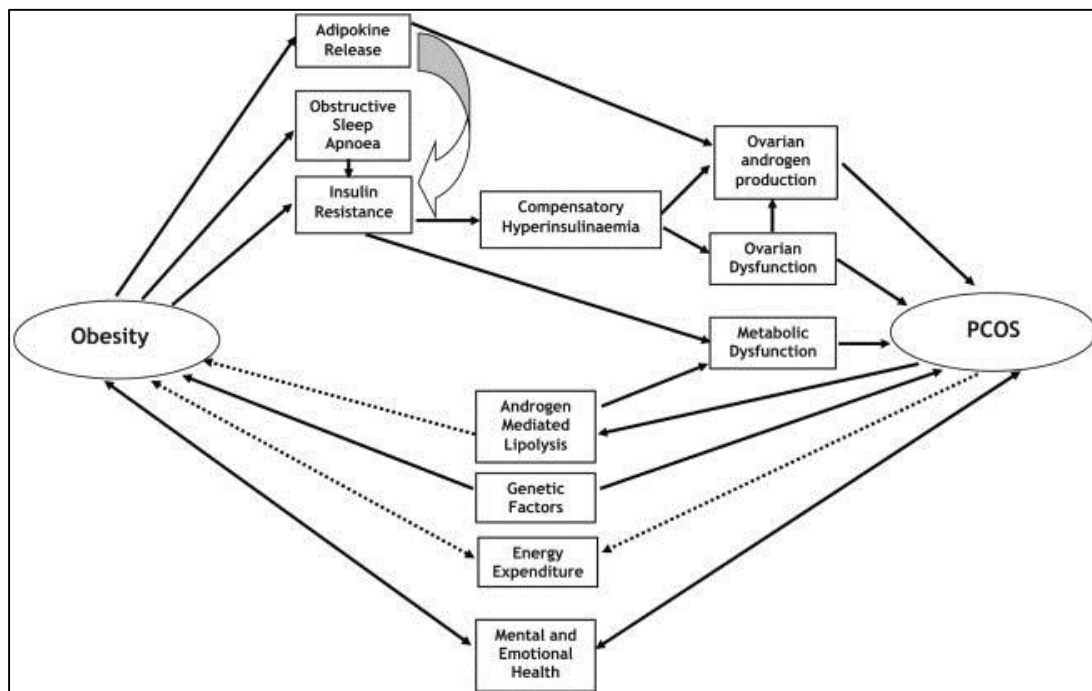 Adipokine
Release
Obstructive
Sleep
Apnoea
Insulin
Resistance
Compensatory
Hyperinsulinaemia
Ovarian
androgen
production
Ovarian
Dysfunction
Obesity
PCOS
Metabolic
Dysfunction
Androgen
Mediated
Lipolysis
Genetic
Factors
Energy
Expenditure
Mental and
Emotional
Health